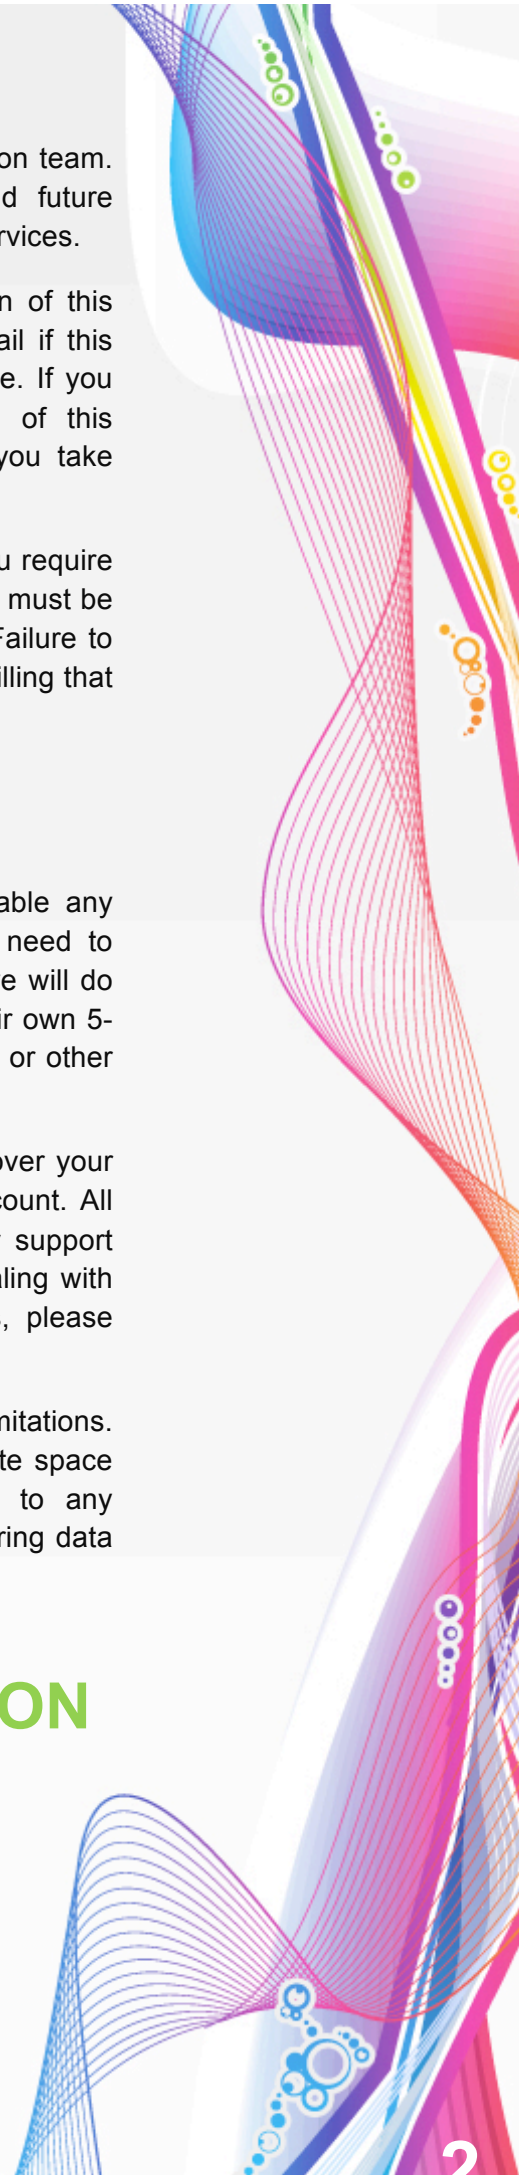 on team.
d future
rvices.
n of this
ail if this
e. If you
of this
you take
u require
must be
Failure to
illing that
able any
need to
e will do
ir own 5-
or other
over your
count. All
support
aling with
, please
mitations.
te space
to any
ring data
ON
2